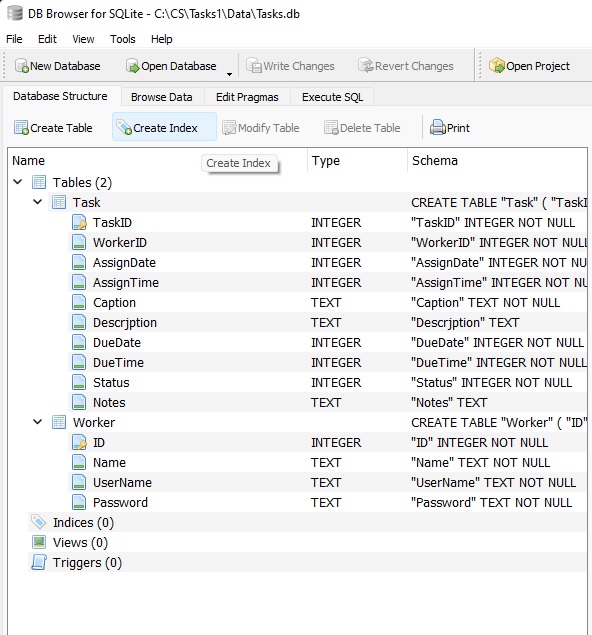 DB Browser for SQLite - C:\CS\Tasks1\Data\Tasks.db
File Edit View Tools Help
New Database Open Database Write Changes Revert Changes Open Project
Database Structure Browse Data Edit Pragmas Execute SQL
Create Table Create Index Modify Table Delete Table Print
Name Type Schema
Create Index
Tables (2)
Task CREATE TABLE "Task" ( "TaskI
TaskID INTEGER "TaskID" INTEGER NOT NULL
WorkerID INTEGER "WorkerID" INTEGER NOT NULL
AssignDate INTEGER "AssignDate" INTEGER NOT NU
AssignTime INTEGER "AssignTime" INTEGER NOT NU
Caption TEXT "Caption" TEXT NOT NULL
Descrjption TEXT "Descrjption" TEXT
DueDate INTEGER "DueDate" INTEGER NOT NULL
DueTime INTEGER "DueTime" INTEGER NOT NULL
Status INTEGER "Status" INTEGER NOT NULL
Notes TEXT "Notes" TEXT
Worker CREATE TABLE "Worker" ( "ID"
ID INTEGER "ID" INTEGER NOT NULL
Name TEXT "Name" TEXT NOT NULL
UserName TEXT "UserName" TEXT NOT NULL
Password TEXT "Password" TEXT NOT NULL
Indices (0)
Views (0)
Triggers (0)